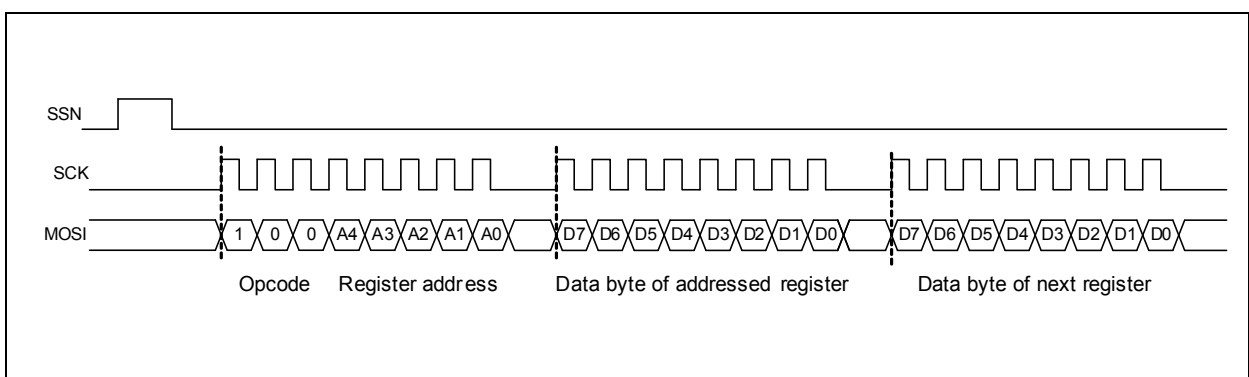 SSN
SCK
MOSI 1 0 0 A4 A3 A2 A1 A0 D7 D6 D5 D4 D3 D2 D1 D0 D7 D6 D5 D4 D3 D2 D1 D0
Opcode Register address Data byte of addressed register Data byte of next register